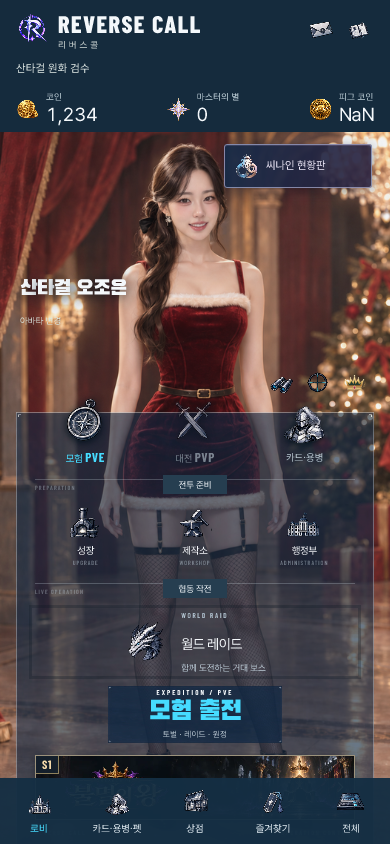 REVERSE CALL
리버스콜
산타걸 원화 검수
코인
1,234
마스터의 별
0
피그 코인
NaN
씨나인 현황판
산타걸 오조은
아바타 변경
모험 PVE
대전 PVP
카드·용병
PREPARATION
전투 준비
성장
UPGRADE
제작소
WORKSHOP
행정부
ADMINISTRATION
LIVE OPERATION
협동 작전
WORLD RAID
월드 레이드
함께 도전하는 거대 보스
EXPEDITION / PVE
모험 출전
토벌 · 레이드 · 원정
S1
로비
카드·용병·펫
상점
즐겨찾기
전체